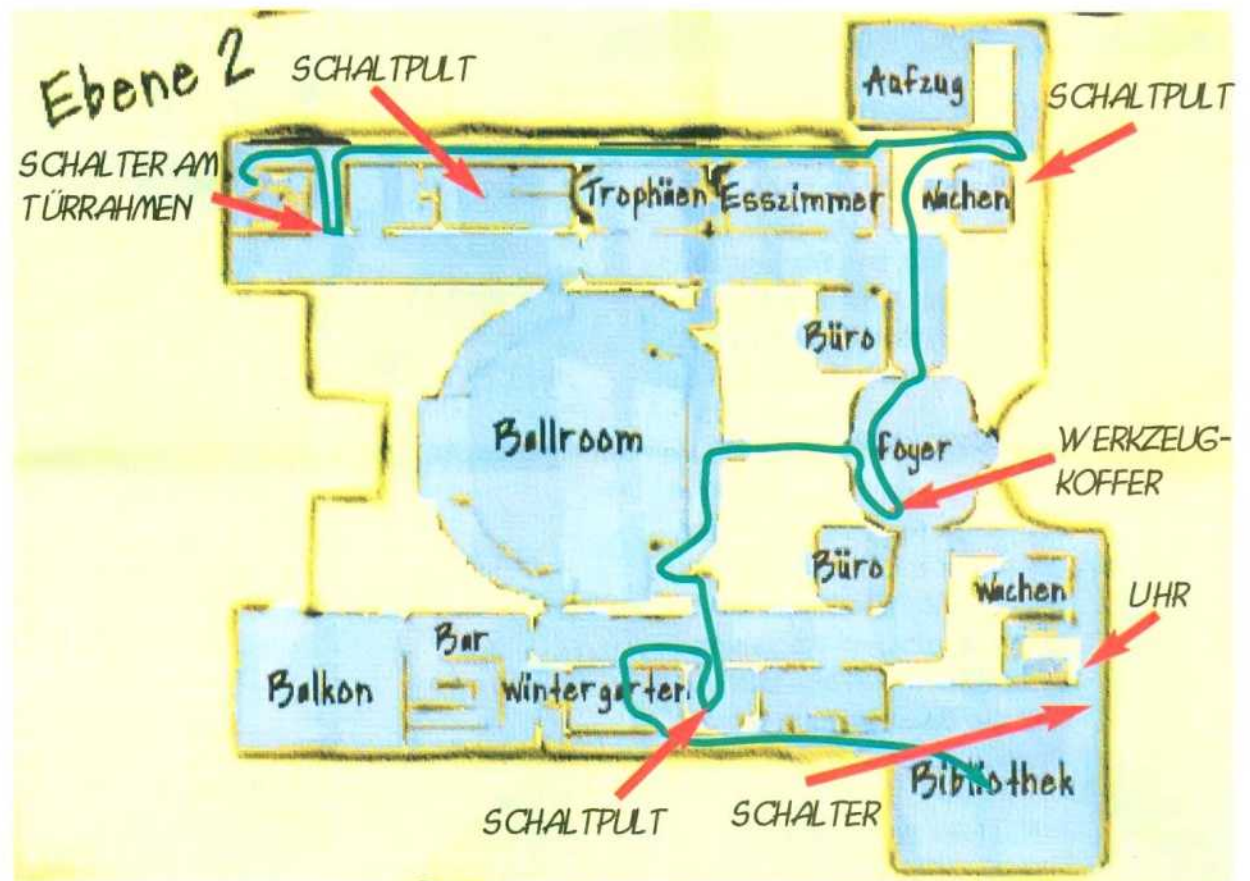 Ebene 2
SCHALTPULT
Aufzug
SCHALTPULT
SCHALTER AM
TÜRRAHMEN
Trophäen
Esszimmer
Wachen
Büro
Ballroom
Foyer
WERKZEUG-
KOFFER
Büro
Wachen
UHR
Bar
Balkon
Wintergarten
Bibliothek
SCHALTPULT
SCHALTER